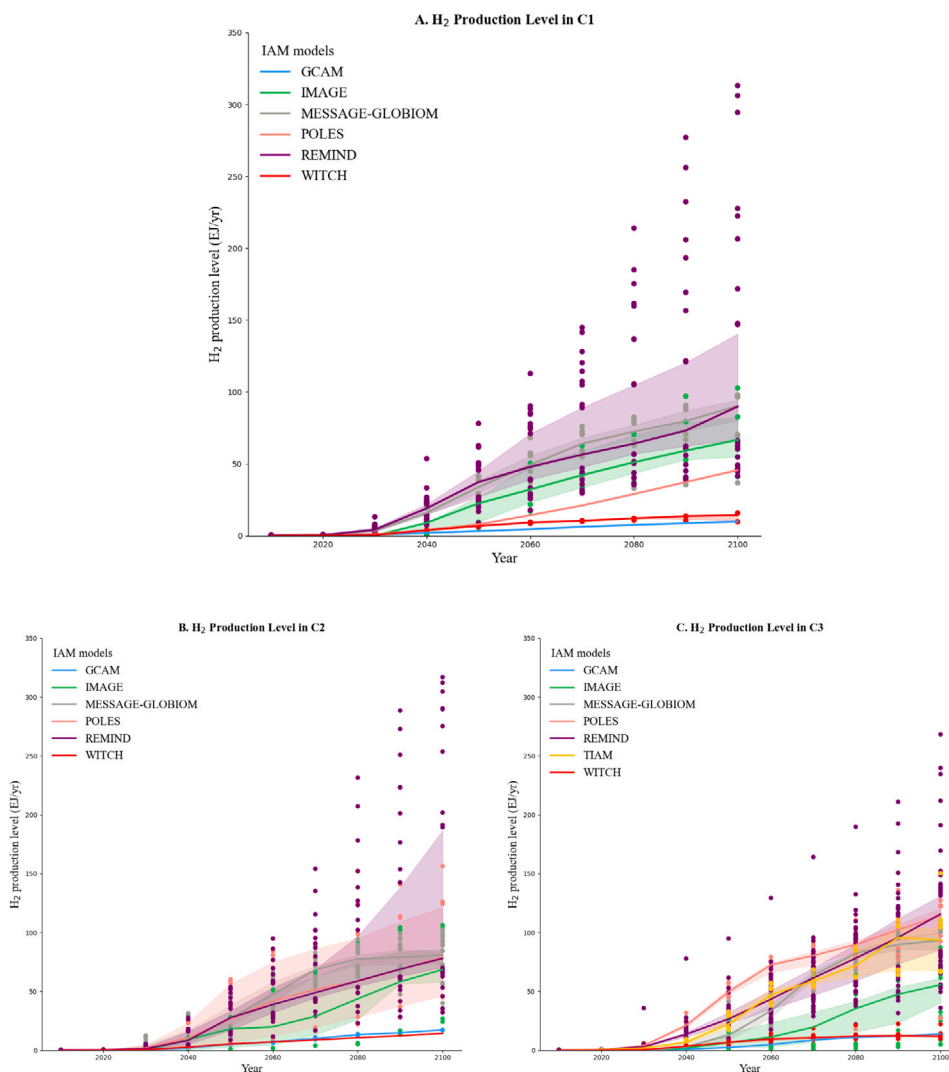 A. H₂ Production Level in C1
350
300
250
200
150
100
50
0
H₂ production level (EJ/yr)
IAM models
GCAM
IMAGE
MESSAGE-GLOBIOM
POLES
REMIND
WITCH
2020
2040
2060
2080
2100
Year
B. H₂ Production Level in C2
350
300
250
200
150
100
50
0
H₂ production level (EJ/yr)
IAM models
GCAM
IMAGE
MESSAGE-GLOBIOM
POLES
REMIND
WITCH
2020
2040
2060
2080
2100
Year
C. H₂ Production Level in C3
350
300
250
200
150
100
50
0
H₂ production level (EJ/yr)
IAM models
GCAM
IMAGE
MESSAGE-GLOBIOM
POLES
REMIND
TIAM
WITCH
2020
2040
2060
2080
2100
Year